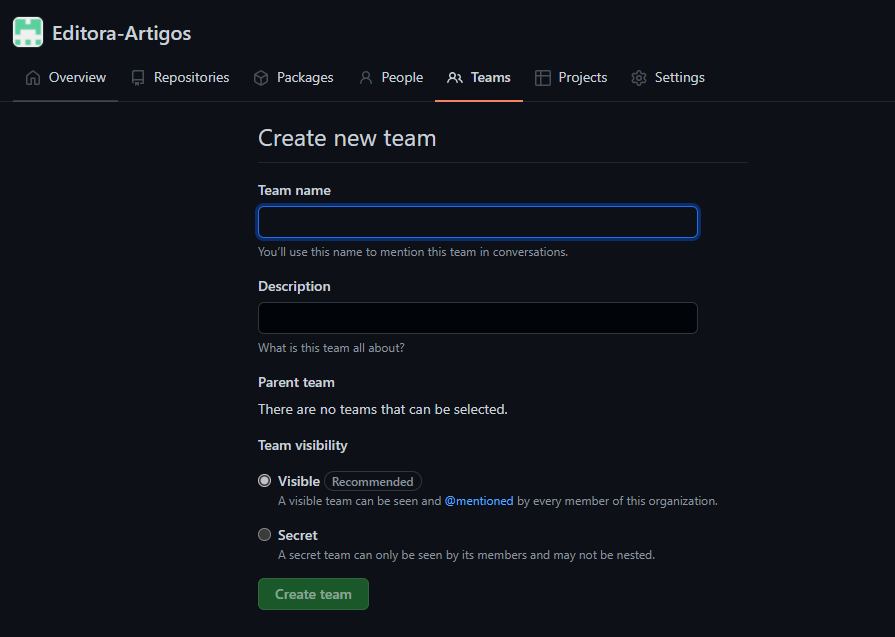 Editora-Artigos
Overview Repositories Packages People Teams Projects Settings
Create new team
Team name
You’ll use this name to mention this team in conversations.
Description
What is this team all about?
Parent team
There are no teams that can be selected.
Team visibility
Visible Recommended
A visible team can be seen and @mentioned by every member of this organization.
Secret
A secret team can only be seen by its members and may not be nested.
Create team